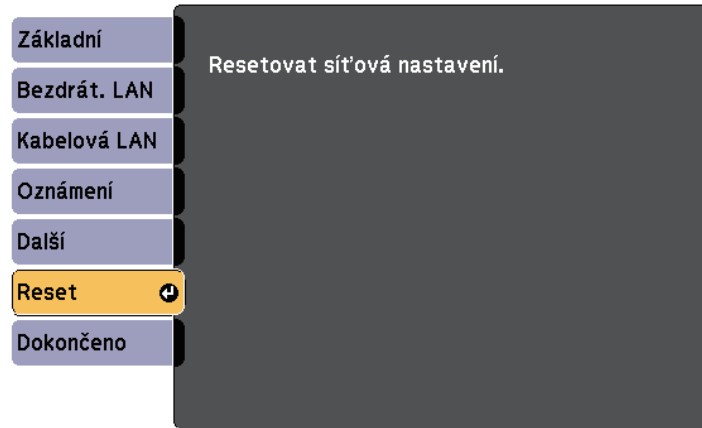 Základní
Bezdrát. LAN
Kabelová LAN
Oznámení
Další
Reset
Dokončeno
Resetovat síťová nastavení.